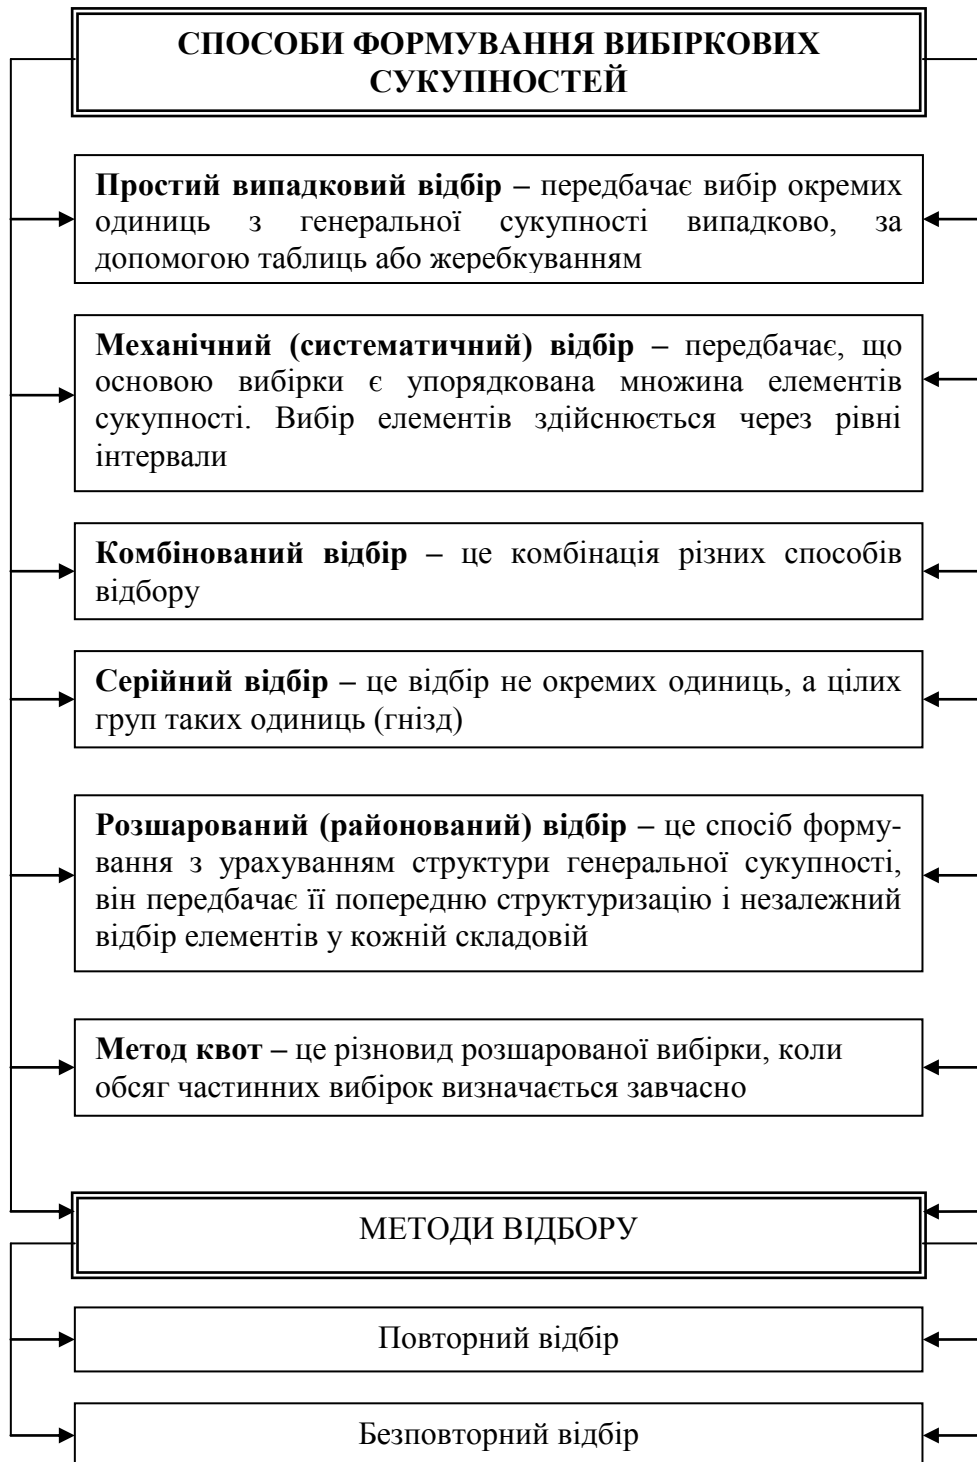 СПОСОБИ ФОРМУВАННЯ ВИБІРКОВИХ
СУКУПНОСТЕЙ
Простий випадковий відбір – передбачає вибір окремих
одиниць з генеральної сукупності випадково, за
допомогою таблиць або жеребкуванням
Механічний (систематичний) відбір – передбачає, що
основою вибірки є упорядкована множина елементів
сукупності. Вибір елементів здійснюється через рівні
інтервали
Комбінований відбір – це комбінація різних способів
відбору
Серійний відбір – це відбір не окремих одиниць, а цілих
груп таких одиниць (гнізд)
Розшарований (районований) відбір – це спосіб форму-
вання з урахуванням структури генеральної сукупності,
він передбачає її попередню структуризацію і незалежний
відбір елементів у кожній складовій
Метод квот – це різновид розшарованої вибірки, коли
обсяг частинних вибірок визначається завчасно
МЕТОДИ ВІДБОРУ
Повторний відбір
Безповторний відбір